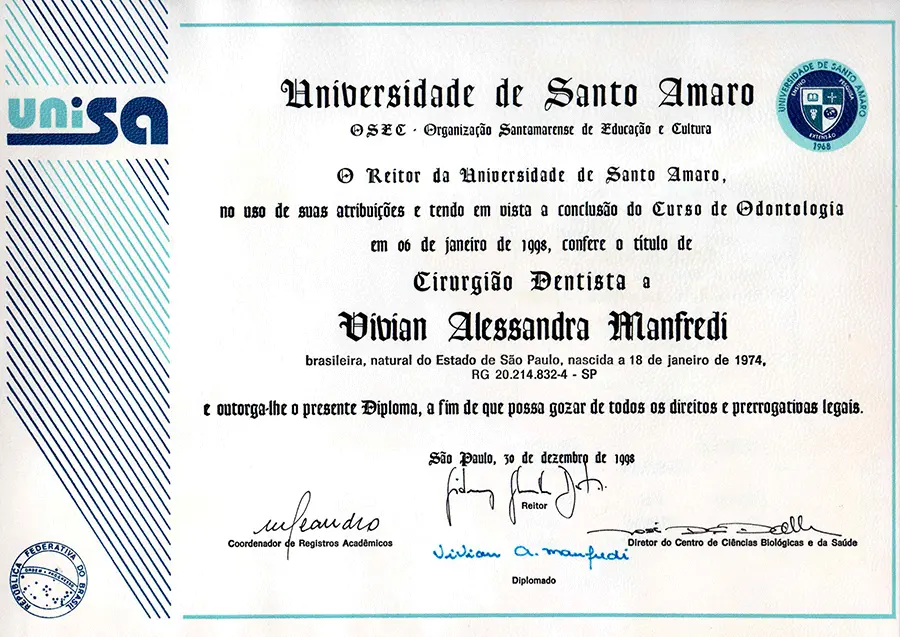 unisa
Universidade de Santo Amaro
OSEC - Organização Santamarense de Educação e Cultura
UNIVERSIDADE DE SANTO AMARO
ENSINO
PESQUISA
EXTENSÃO
1968
O Reitor da Universidade de Santo Amaro,
no uso de suas atribuições e tendo em vista a conclusão do Curso de Odontologia
em 06 de janeiro de 1998, confere o título de
Cirurgião Dentista a
Vivian Alessandra Manfredi
brasileira, natural do Estado de São Paulo, nascida a 18 de janeiro de 1974,
RG 20.214.832-4 - SP
e outorga-lhe o presente Diploma, a fim de que possa gozar de todos os direitos e prerrogativas legais.
São Paulo, 30 de dezembro de 1998
Reitor
Coordenador de Registros Acadêmicos
Diretor do Centro de Ciências Biológicas e da Saúde
Vivian A. Manfredi
Diplomado
REPÚBLICA FEDERATIVA DO BRASIL
ORDEM E PROGRESSO